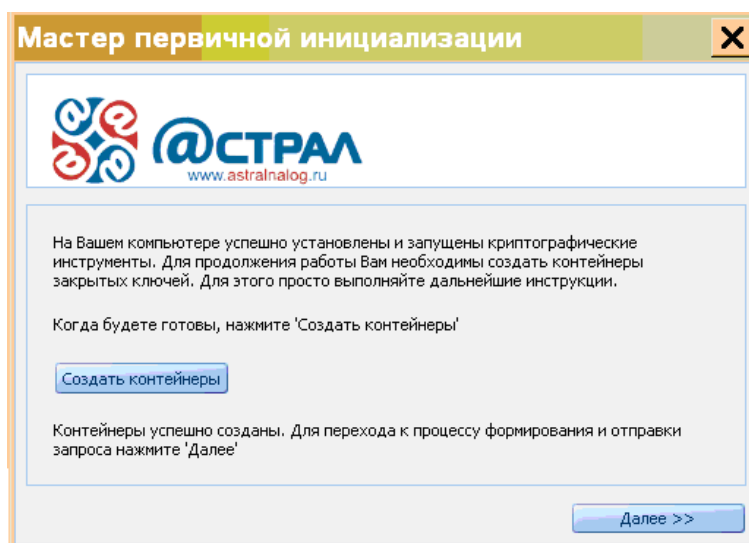 Мастер первичной инициализации
@СТРАЛ
www.astralnalog.ru
На Вашем компьютере успешно установлены и запущены криптографические
инструменты. Для продолжения работы Вам необходимы создать контейнеры
закрытых ключей. Для этого просто выполняйте дальнейшие инструкции.
Когда будете готовы, нажмите 'Создать контейнеры'
Создать контейнеры
Контейнеры успешно созданы. Для перехода к процессу формирования и отправки
запроса нажмите 'Далее'
Далее >>